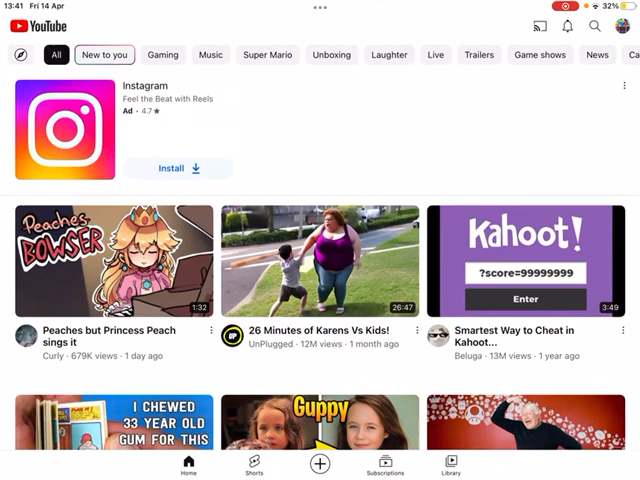 13:41 Fri 14 Apr
32%
YouTube
All
New to you
Gaming
Music
Super Mario
Unboxing
Laughter
Live
Trailers
Game shows
News
Ca
Instagram
Feel the Beat with Reels
Ad · 4.7★
Install
Peaches
BOWSER
1:32
26:47
Kahoot!
?score=99999999
Enter
3:49
Peaches but Princess Peach
sings it
Curly · 679K views · 1 day ago
UP
26 Minutes of Karens Vs Kids!
UnPlugged · 12M views · 1 month ago
Smartest Way to Cheat in
Kahoot...
Beluga · 13M views · 1 year ago
I CHEWED
33 YEAR OLD
GUM FOR THIS
Guppy
Home
Shorts
Subscriptions
Library